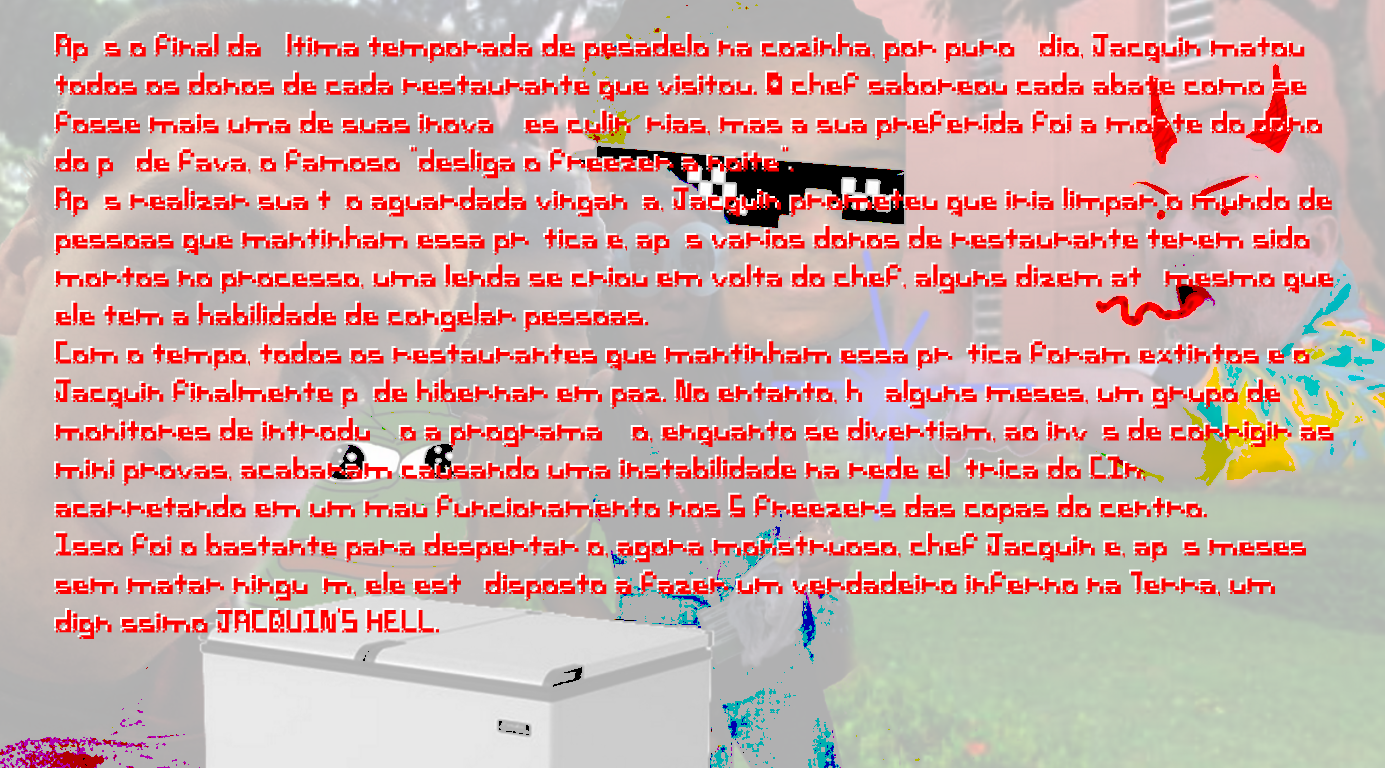 Ap s o final da  ltima temporada de pesadelo na cozinha, por puro  dio, Jacquin matou
todos os donos de cada restaurante que visitou. O chef saboreou cada abate como se
fosse mais uma de suas inova  es culin rias, mas a sua preferida foi a morte do dono
do p  de fava, o famoso "desliga o freezer a noite".
Ap s realizar sua t o aguardada vingan a, Jacquin prometeu que iria limpar o mundo de
pessoas que mantinham essa pr tica e, ap s varios donos de restaurante terem sido
mortos no processo, uma lenda se criou em volta do chef, alguns dizem at  mesmo que
ele tem a habilidade de congelar pessoas.
Com o tempo, todos os restaurantes que mantinham essa pr tica foram extintos e o
Jacquin finalmente p de hibernar em paz. No entanto, h  alguns meses, um grupo de
monitores de introdu  o a programa  o, enquanto se divertiam, ao inv s de corrigir as
mini provas, acabaram causando uma instabilidade na rede el trica do CIn,
acarretando em um mau funcionamento nos 5 freezers das copas do centro.
Isso foi o bastante para despertar o, agora monstruoso, chef Jacquin e, ap s meses
sem matar ningu m, ele est  disposto a fazer um verdadeiro inferno na Terra, um
dign ssimo JACQUIN'S HELL.